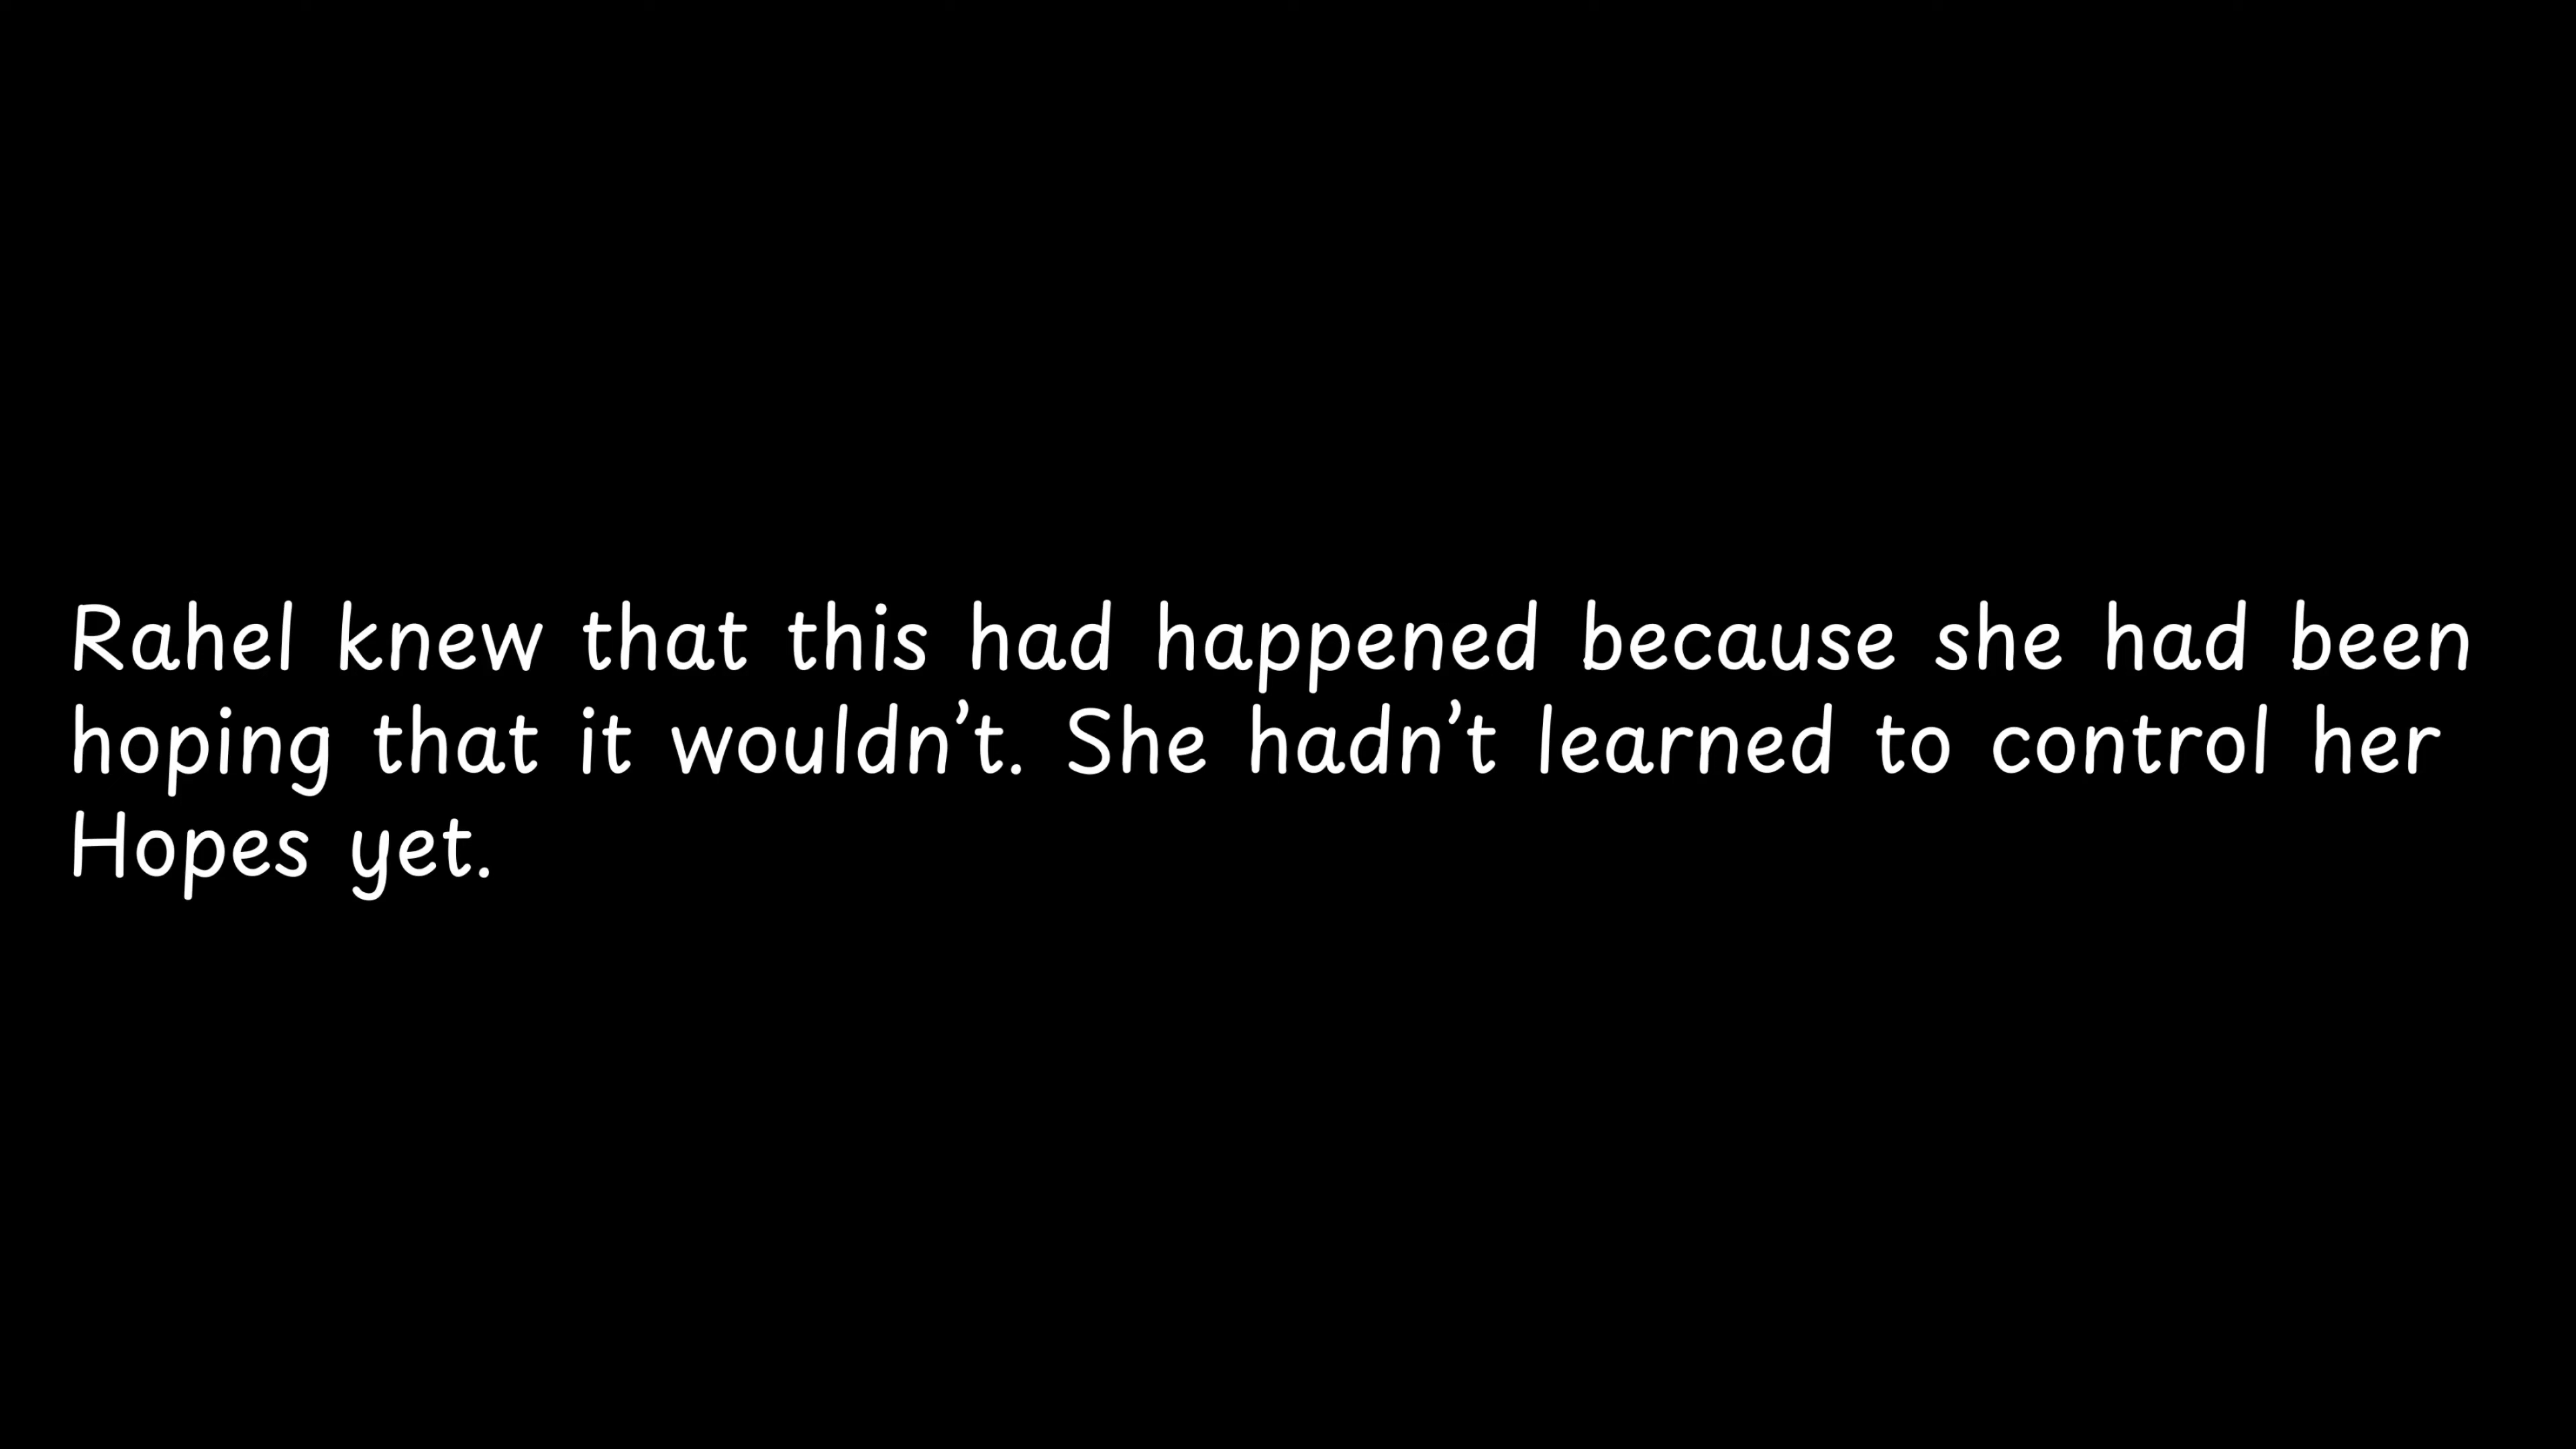 Rahel knew that this had happened because she had been
hoping that it wouldn’t. She hadn’t learned to control her
Hopes yet.